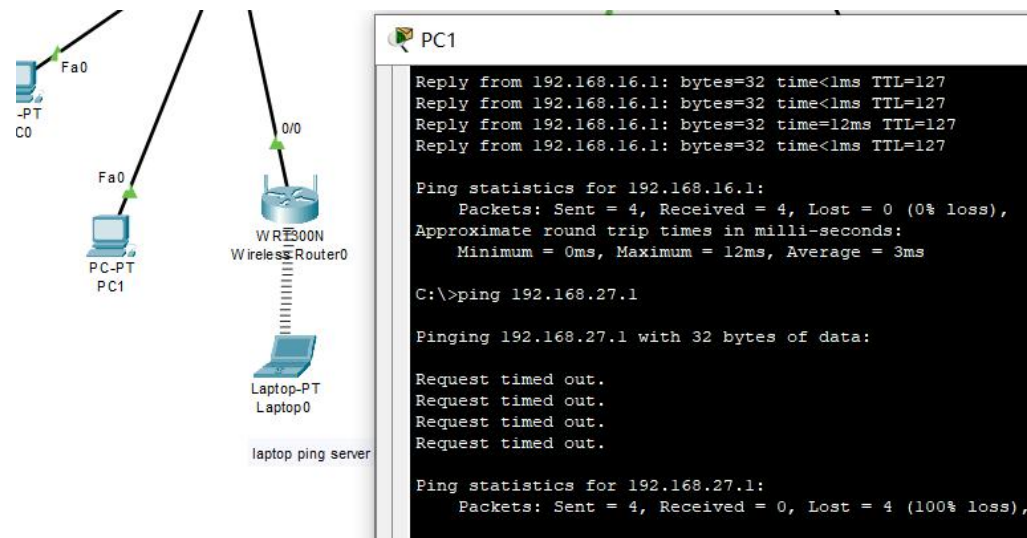 Fa0
-PT
C0
Fa0
PC-PT
PC1
0/0
WRT300N
Wireless Router0
Laptop-PT
Laptop0
laptop ping server
PC1
Reply from 192.168.16.1: bytes=32 time<1ms TTL=127
Reply from 192.168.16.1: bytes=32 time<1ms TTL=127
Reply from 192.168.16.1: bytes=32 time=12ms TTL=127
Reply from 192.168.16.1: bytes=32 time<1ms TTL=127
Ping statistics for 192.168.16.1:
Packets: Sent = 4, Received = 4, Lost = 0 (0% loss),
Approximate round trip times in milli-seconds:
Minimum = 0ms, Maximum = 12ms, Average = 3ms
C:\>ping 192.168.27.1
Pinging 192.168.27.1 with 32 bytes of data:
Request timed out.
Request timed out.
Request timed out.
Request timed out.
Ping statistics for 192.168.27.1:
Packets: Sent = 4, Received = 0, Lost = 4 (100% loss),